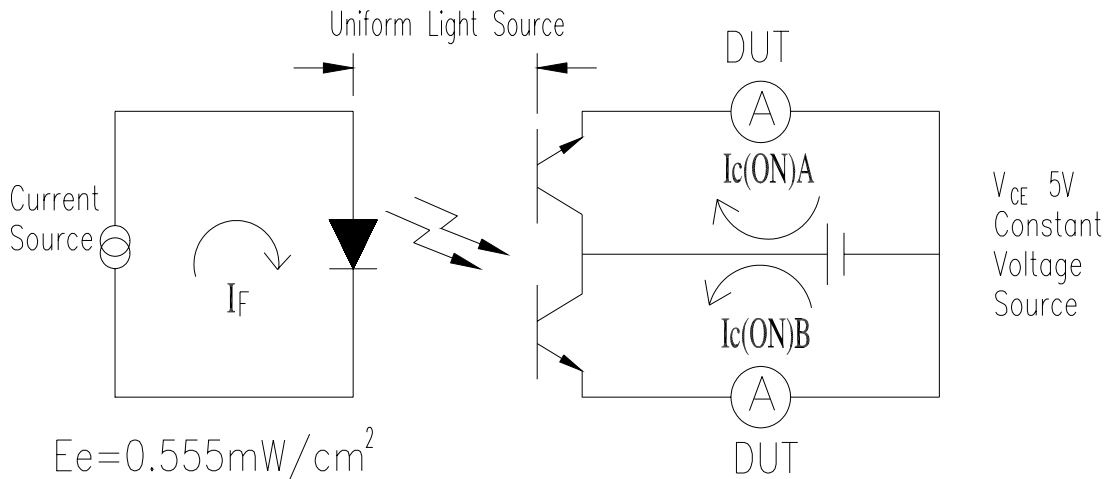 Uniform Light Source
DUT
A
Ic(ON)A
Current
Source
IF
VCE 5V
Constant
Voltage
Source
Ic(ON)B
A
DUT
Ee=0.555mW/cm²